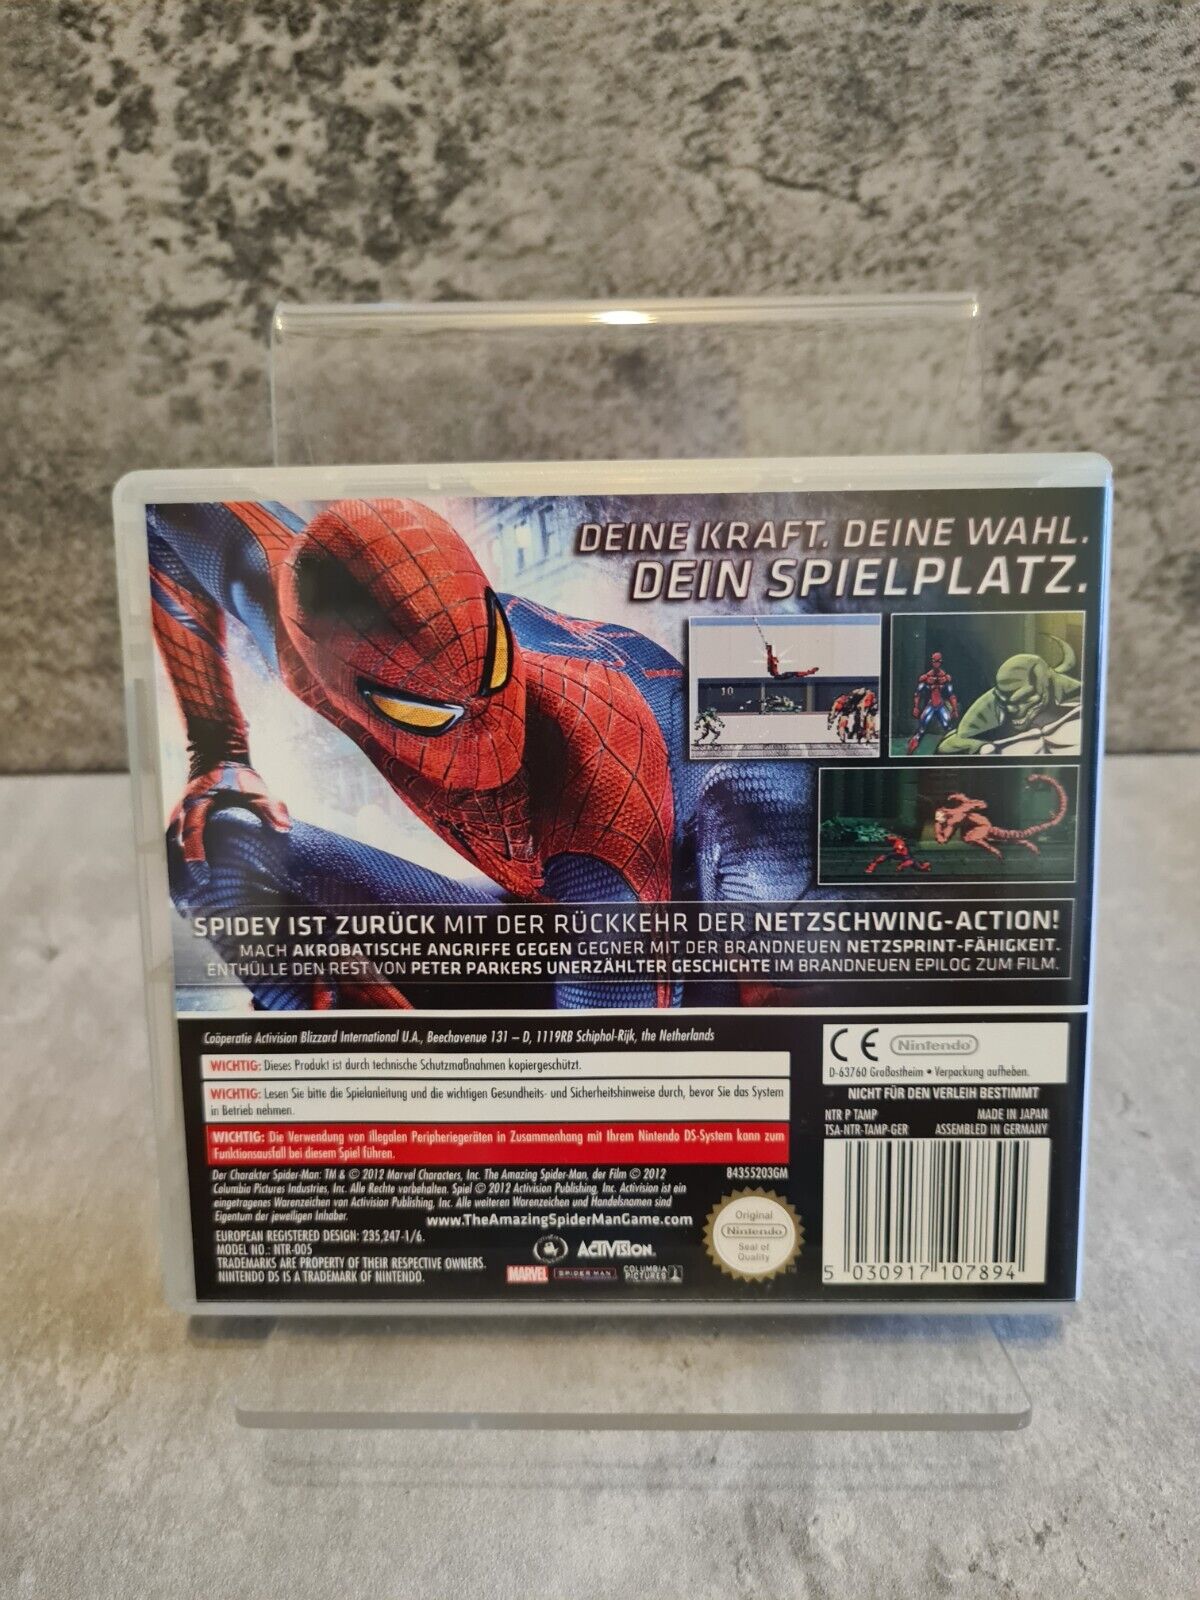 DEINE KRAFT. DEINE WAHL.
DEIN SPIELPLATZ.
10
SPIDEY IST ZURÜCK MIT DER RÜCKKEHR DER NETZSCHWING-ACTION!
MACH AKROBATISCHE ANGRIFFE GEGEN GEGNER MIT DER BRANDNEUEN NETZSPRINT-FÄHIGKEIT.
ENTHÜLLE DEN REST VON PETER PARKERS UNERZÄHLTER GESCHICHTE IM BRANDNEUEN EPILOG ZUM FILM.
Coöperatie Activision Blizzard International U.A., Beechavenue 131 – D, 1119RB Schiphol-Rijk, the Netherlands
WICHTIG: Dieses Produkt ist durch technische Schutzmaßnahmen kopiergeschützt.
WICHTIG: Lesen Sie bitte die Spielanleitung und die wichtigen Gesundheits- und Sicherheitshinweise durch, bevor Sie das System
in Betrieb nehmen.
WICHTIG: Die Verwendung von illegalen Peripheriegeräten in Zusammenhang mit Ihrem Nintendo DS-System kann zum
Funktionsausfall bei diesem Spiel führen.
Der Charakter Spider-Man: TM & © 2012 Marvel Characters, Inc. The Amazing Spider-Man, der Film © 2012
Columbia Pictures Industries, Inc. Alle Rechte vorbehalten. Spiel © 2012 Activision Publishing, Inc. Activision ist ein
eingetragenes Warenzeichen von Activision Publishing, Inc. Alle weiteren Warenzeichen und Handelsnamen sind
Eigentum der jeweiligen Inhaber.
www.TheAmazingSpiderManGame.com
EUROPEAN REGISTERED DESIGN: 235,247-1/6.
MODEL NO.: NTR-005
TRADEMARKS ARE PROPERTY OF THEIR RESPECTIVE OWNERS.
NINTENDO DS IS A TRADEMARK OF NINTENDO.
ACTIVISION.
MARVEL
SPIDER-MAN
COLUMBIA
PICTURES
84355203GM
Original
Nintendo
Seal of
Quality
CE
Nintendo
D-63760 Großostheim • Verpackung aufheben.
NICHT FÜR DEN VERLEIH BESTIMMT
NTR P TAMP MADE IN JAPAN
TSA-NTR-TAMP-GER ASSEMBLED IN GERMANY
5 030917 107894